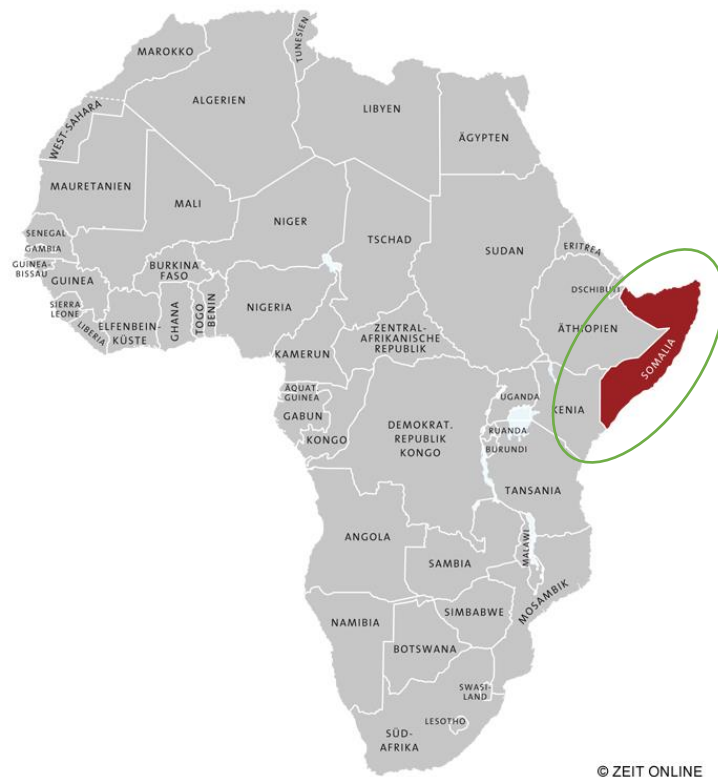 MAROKKO
TUNESIEN
ALGERIEN
LIBYEN
ÄGYPTEN
WEST-SAHARA
MAURETANIEN
MALI
NIGER
TSCHAD
SUDAN
ERITREA
SENEGAL
GAMBIA
GUINEA-
BISSAU
GUINEA
SIERRA
LEONE
LIBERIA
ELFENBEIN-
KÜSTE
BURKINA
FASO
GHANA
TOGO
BENIN
NIGERIA
KAMERUN
ZENTRAL-
AFRIKANISCHE
REPUBLIK
DSCHIBUTI
ÄTHIOPIEN
SOMALIA
ÄQUAT.
GUINEA
GABUN
KONGO
DEMOKRAT.
REPUBLIK
KONGO
UGANDA
KENIA
RUANDA
BURUNDI
TANSANIA
ANGOLA
SAMBIA
MALAWI
MOSAMBIK
NAMIBIA
SIMBABWE
BOTSWANA
SWASI-
LAND
LESOTHO
SÜD-
AFRIKA
© ZEIT ONLINE